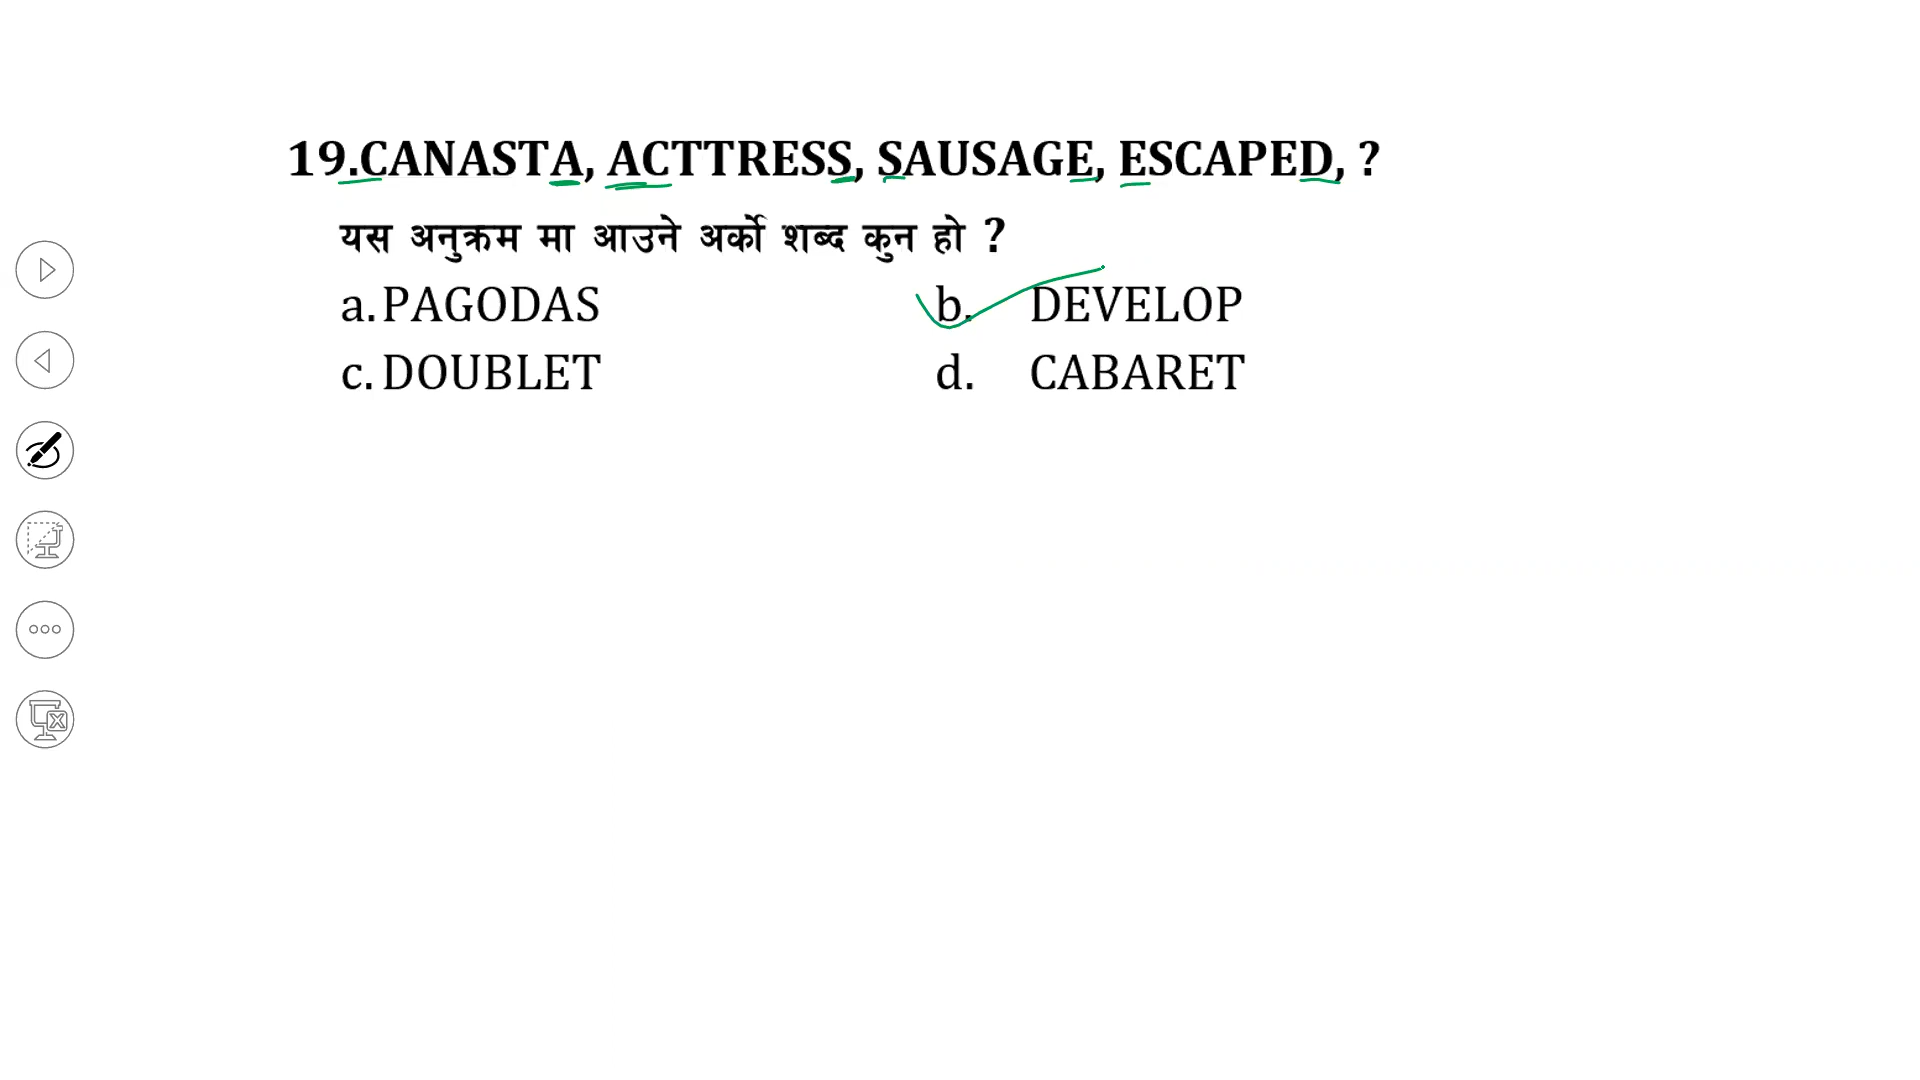 19.CANASTA, ACTTRESS, SAUSAGE, ESCAPED, ?
यस अनुक्रम मा आउने अर्को शब्द कुन हो ?
a. PAGODAS b. DEVELOP
c. DOUBLET d. CABARET